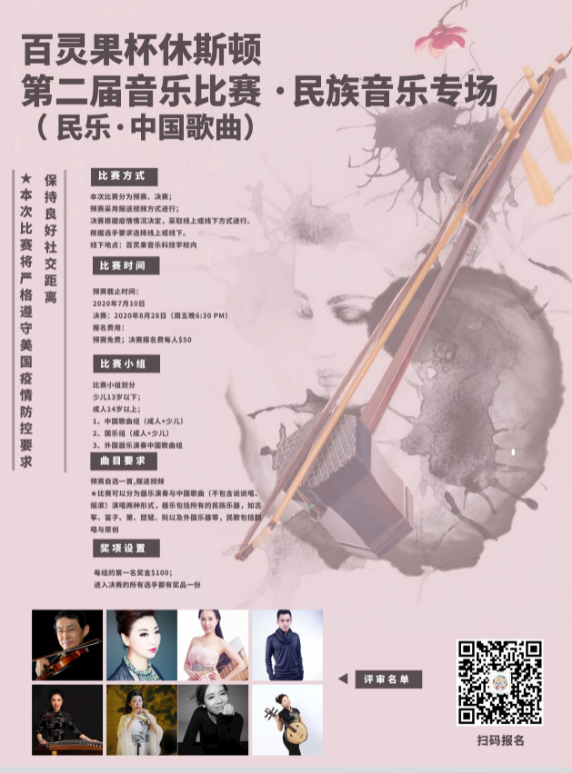 百灵果杯休斯顿
第二届音乐比赛·民族音乐专场
（民乐·中国歌曲）
保持良好社交距离
★本次比赛将严格遵守美国疫情防控要求
比赛方式
本次比赛分为预赛、决赛；
预赛采用报送视频方式进行；
决赛根据疫情情况决定，采取线上或线下方式进行。
根据选手要求选择线上或线下。
线下地点：百灵果音乐科技学校内
比赛时间
预赛截止时间：
2020年7月10日
决赛：2020年8月28日（周五晚6:30 PM）
报名费用：
预赛免费；决赛报名费每人$50
比赛小组
比赛小组划分
少儿13岁以下；
成人14岁以上；
1、中国歌曲组（成人+少儿）
2、国乐组（成人+少儿）
3、外国器乐演奏中国歌曲组
曲目要求
预赛自选一首,报送视频
★比赛可以分为器乐演奏与中国歌曲（不包含说说唱、
摇滚）演唱两种形式，器乐包括所有的民族乐器，如古
筝、笛子、箫、琵琶、阮以及外国乐器等，民歌包括翻
唱与原创
奖项设置
每组的第一名奖金$100；
进入决赛的所有选手都有奖品一份
评审名单
扫码报名